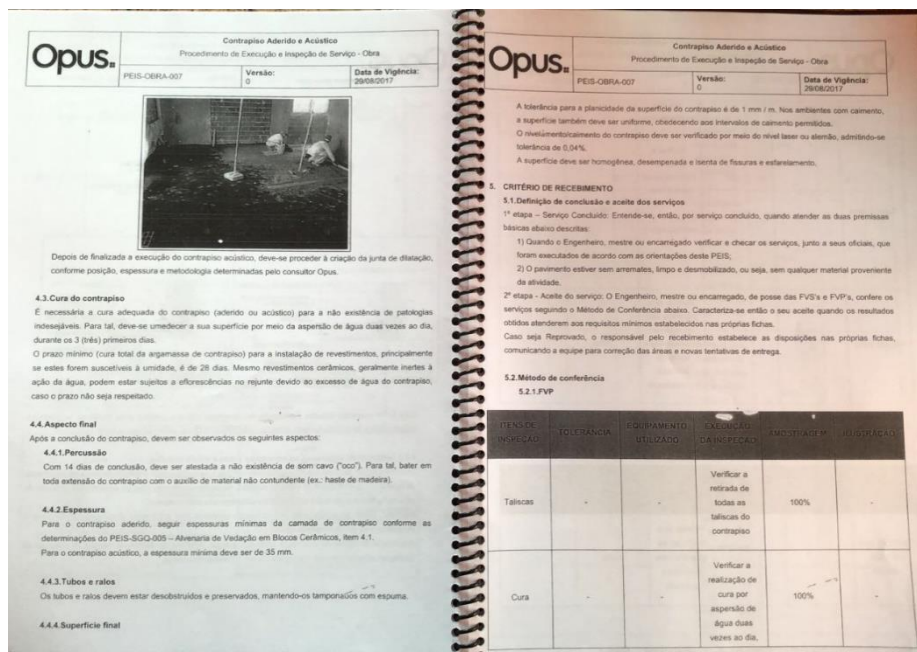 Opus.
Contrapiso Aderido e Acústico
Procedimento de Execução e Inspeção de Serviço - Obra
PEIS-OBRA-007
Versão:
0
Data de Vigência:
29/08/2017
Depois de finalizada a execução do contrapiso acústico, deve-se proceder à criação da junta de dilatação,
conforme posição, espessura e metodologia determinadas pelo consultor Opus.
4.3.Cura do contrapiso
É necessária a cura adequada do contrapiso (aderido ou acústico) para a não existência de patologias
indesejáveis. Para tal, deve-se umedecer a sua superfície por meio da aspersão de água duas vezes ao dia,
durante os 3 (três) primeiros dias.
O prazo mínimo (cura total da argamassa de contrapiso) para a instalação de revestimentos, principalmente
se estes forem suscetíveis à umidade, é de 28 dias. Mesmo revestimentos cerâmicos, geralmente inertes à
ação da água, podem estar sujeitos a eflorescências no rejunte devido ao excesso de água do contrapiso,
caso o prazo não seja respeitado.
4.4.Aspecto final
Após a conclusão do contrapiso, devem ser observados os seguintes aspectos:
4.4.1.Percussão
Com 14 dias de conclusão, deve ser atestada a não existência de som cavo ("oco"). Para tal, bater em
toda extensão do contrapiso com o auxílio de material não contundente (ex.: haste de madeira).
4.4.2.Espessura
Para o contrapiso aderido, seguir espessuras mínimas da camada de contrapiso conforme as
determinações do PEIS-SGQ-005 – Alvenaria de Vedação em Blocos Cerâmicos, item 4.1.
Para o contrapiso acústico, a espessura mínima deve ser de 35 mm.
4.4.3.Tubos e ralos
Os tubos e ralos devem estar desobstruídos e preservados, mantendo-os tamponados com espuma.
4.4.4.Superfície final
Opus.
Contrapiso Aderido e Acústico
Procedimento de Execução e Inspeção de Serviço - Obra
PEIS-OBRA-007
Versão:
0
Data de Vigência:
29/08/2017
A tolerância para a planicidade da superfície do contrapiso é de 1 mm / m. Nos ambientes com caimento,
a superfície também deve ser uniforme, obedecendo aos intervalos de caimento permitidos.
O nivelamento/caimento do contrapiso deve ser verificado por meio do nível laser ou alemão, admitindo-se
tolerância de 0,04%.
A superfície deve ser homogênea, desempenada e isenta de fissuras e esfarelamento.
5. CRITÉRIO DE RECEBIMENTO
5.1.Definição de conclusão e aceite dos serviços
1ª etapa – Serviço Concluído: Entende-se, então, por serviço concluído, quando atender as duas premissas
básicas abaixo descritas:
1) Quando o Engenheiro, mestre ou encarregado verificar e checar os serviços, junto a seus oficiais, que
foram executados de acordo com as orientações deste PEIS;
2) O pavimento estiver sem arremates, limpo e desmobilizado, ou seja, sem qualquer material proveniente
da atividade.
2ª etapa - Aceite do serviço: O Engenheiro, mestre ou encarregado, de posse das FVS's e FVP's, confere os
serviços seguindo o Método de Conferência abaixo. Caracteriza-se então o seu aceite quando os resultados
obtidos atenderem aos requisitos mínimos estabelecidos nas próprias fichas.
Caso seja Reprovado, o responsável pelo recebimento estabelece as disposições nas próprias fichas,
comunicando a equipe para correção das áreas e novas tentativas de entrega.
5.2.Método de conferência
5.2.1.FVP
ITENS DE
INSPEÇÃO
TOLERÂNCIA
EQUIPAMENTO
UTILIZADO
EXECUÇÃO
DA INSPEÇÃO
AMOSTRAGEM
ILUSTRAÇÃO
Taliscas
-
-
Verificar a
retirada de
todas as
taliscas do
contrapiso
100%
-
Cura
-
-
Verificar a
realização de
cura por
aspersão de
água duas
vezes ao dia,
100%
-